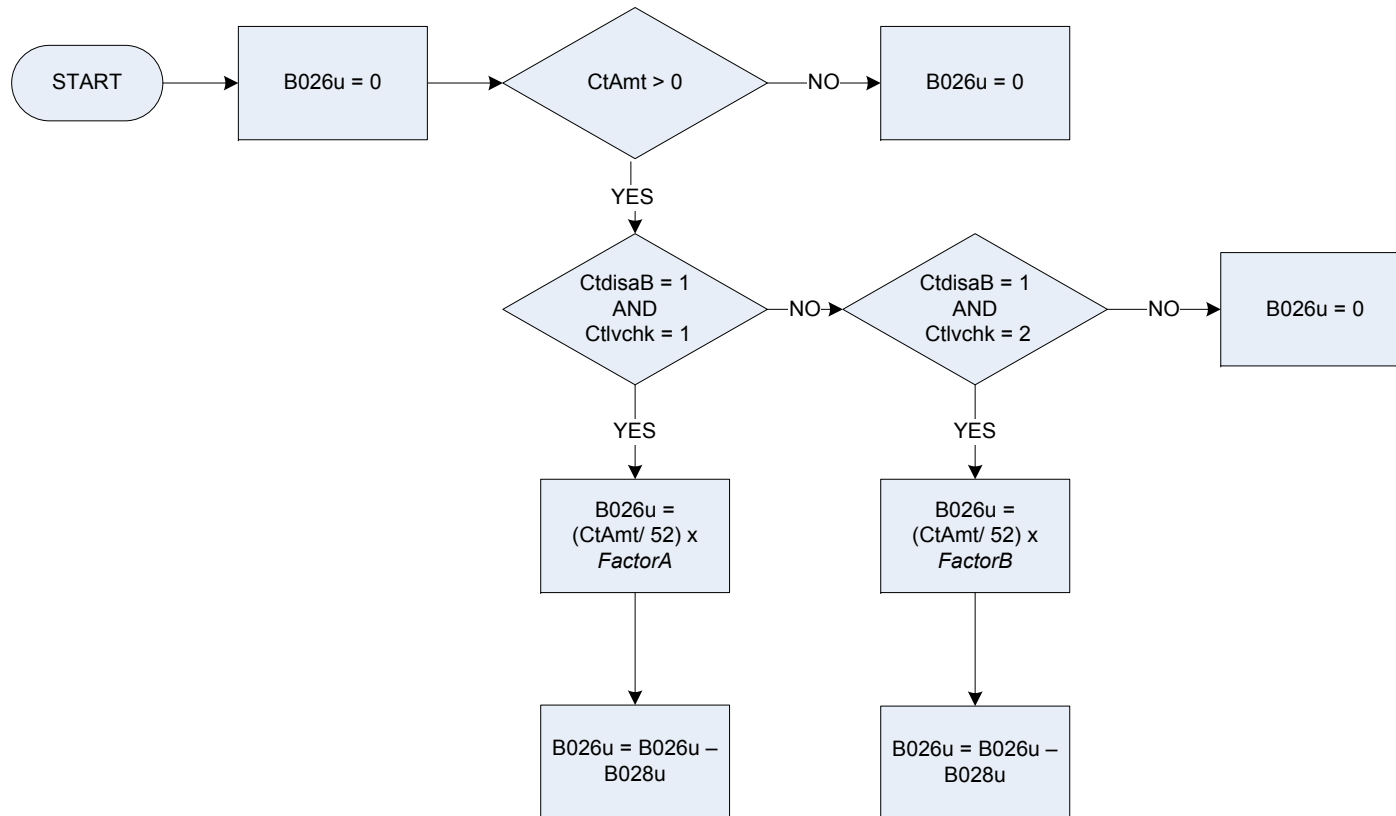 START
B026u = 0
CtAmt > 0
NO
B026u = 0
YES
CtdisaB = 1
AND
Ctlvchk = 1
NO
CtdisaB = 1
AND
Ctlvchk = 2
NO
B026u = 0
YES
YES
B026u =
(CtAmt/ 52) x
FactorA
B026u =
(CtAmt/ 52) x
FactorB
B026u = B026u –
B028u
B026u = B026u –
B028u